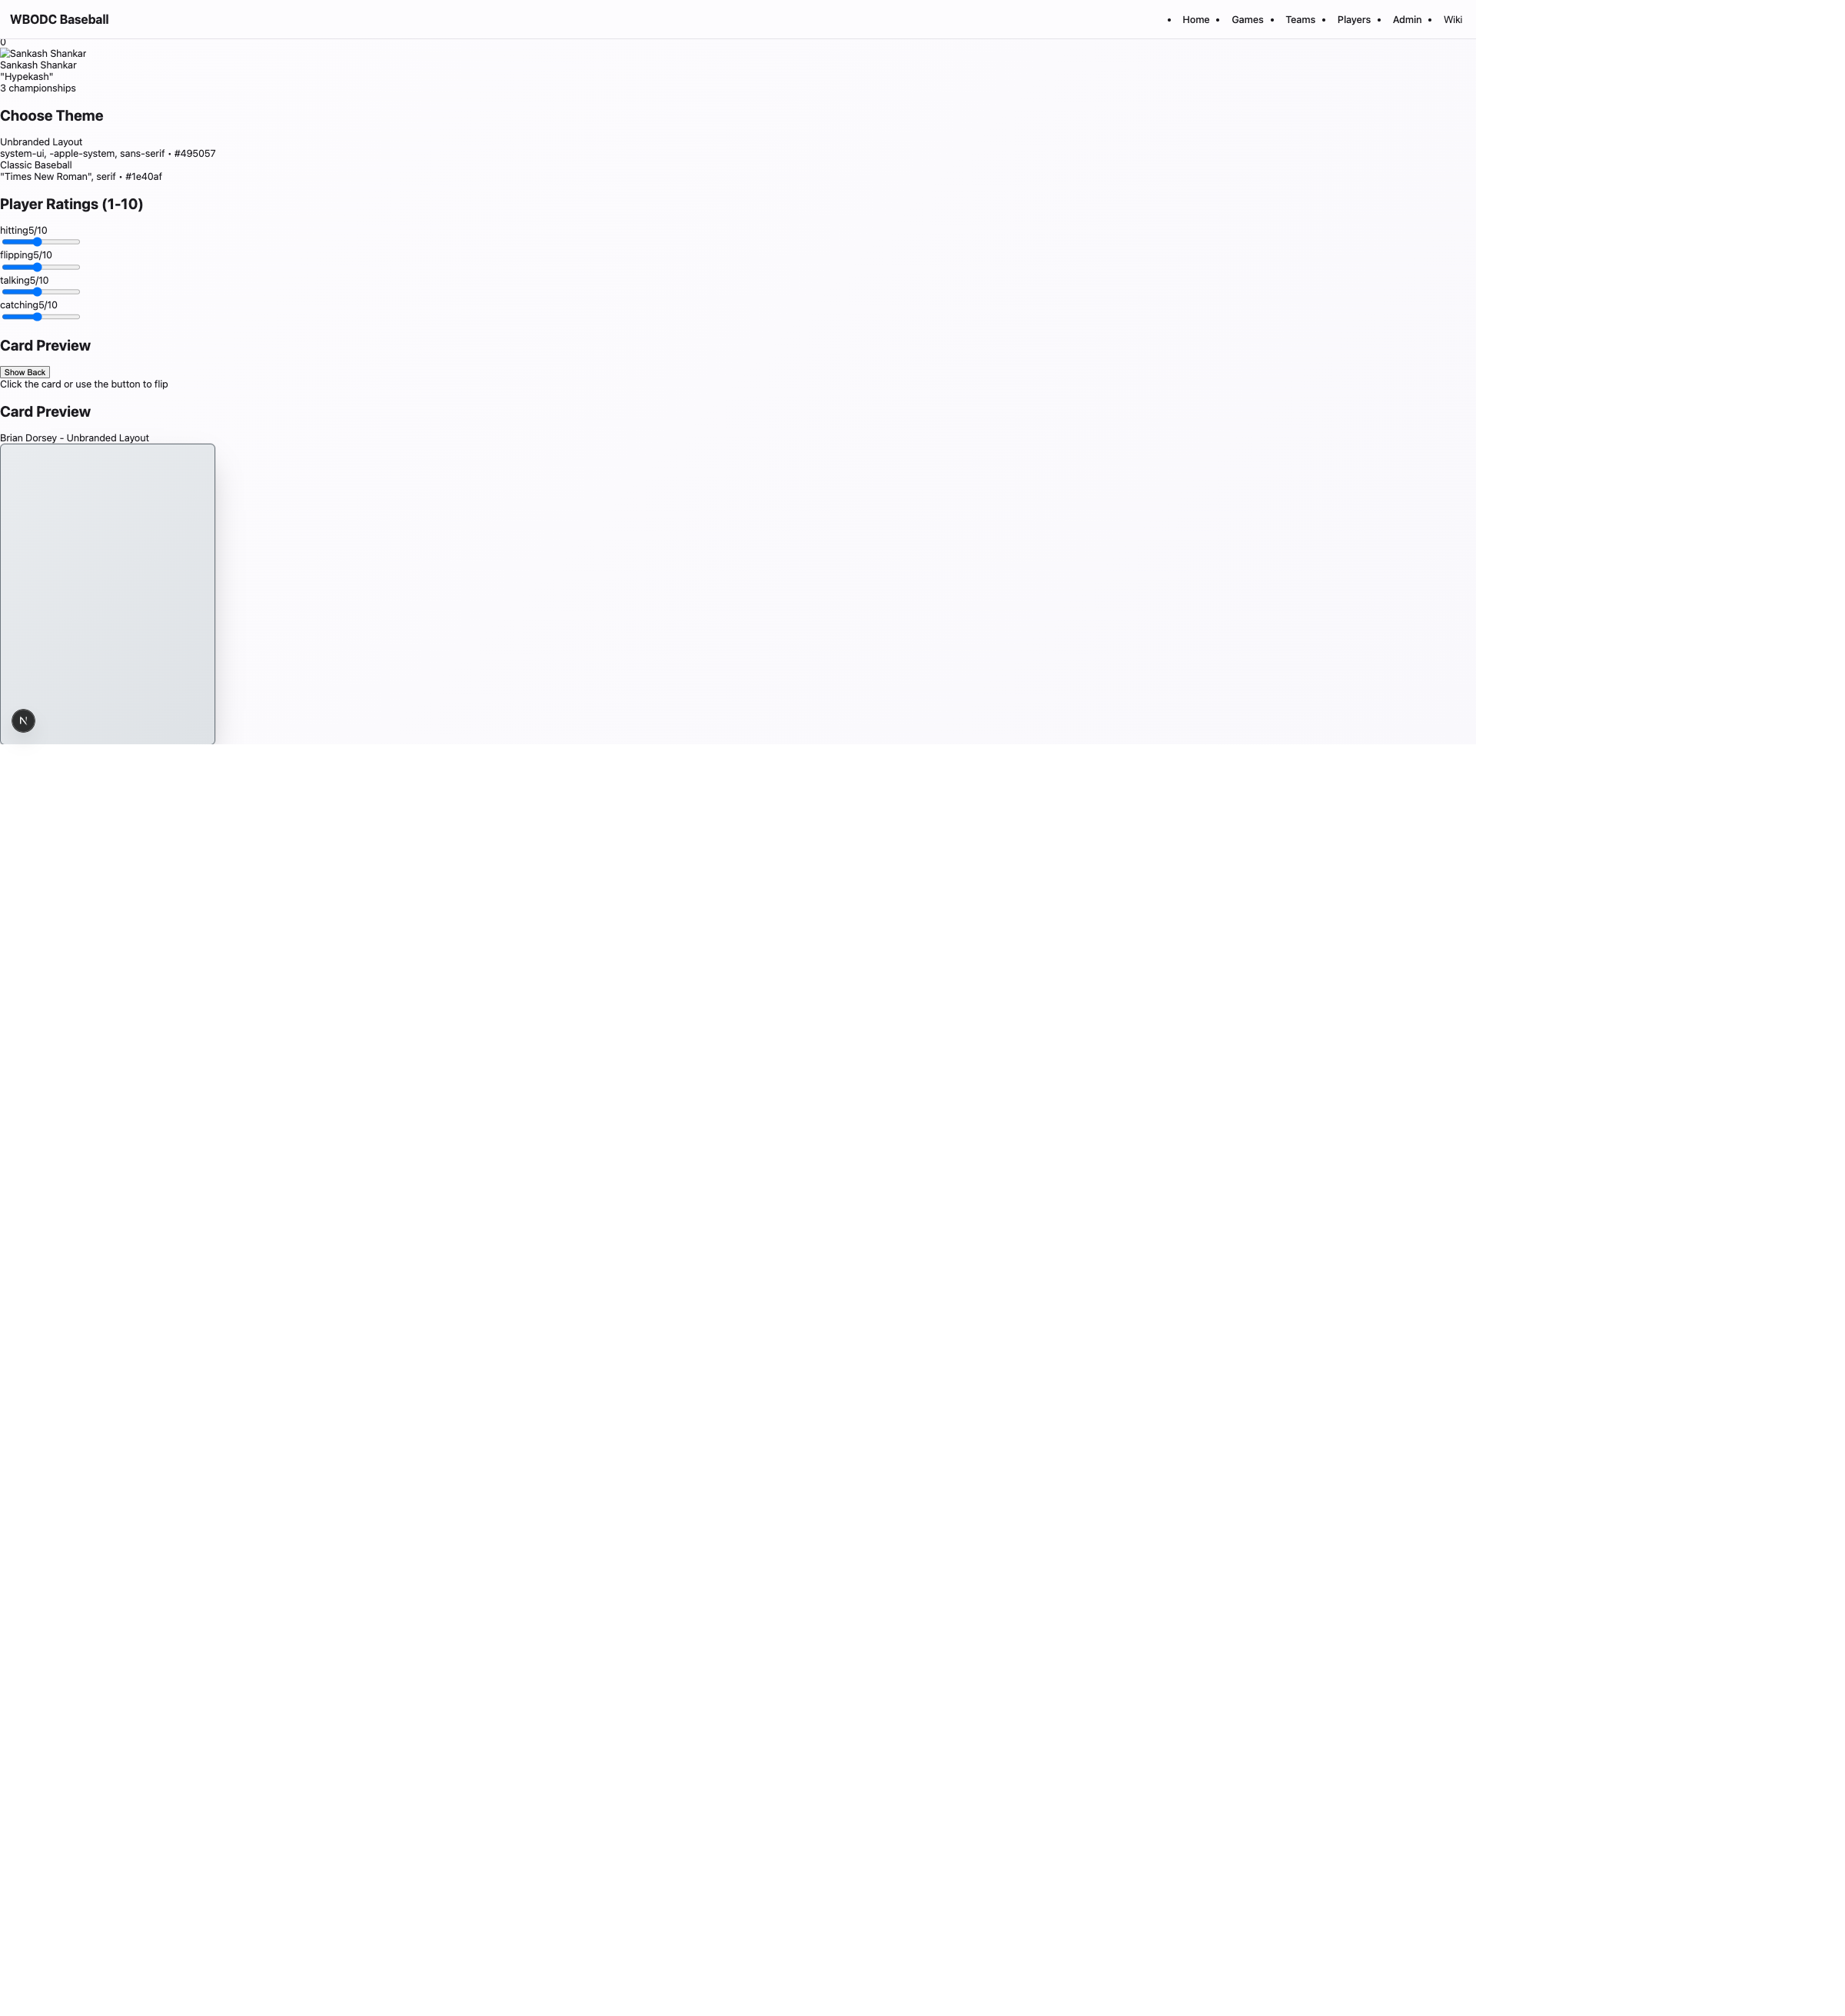 WBODC Baseball
• Home • Games • Teams • Players • Admin • Wiki
0
Sankash Shankar
Sankash Shankar
"Hypekash"
3 championships
Choose Theme
Unbranded Layout
system-ui, -apple-system, sans-serif • #495057
Classic Baseball
"Times New Roman", serif • #1e40af
Player Ratings (1-10)
hitting5/10
flipping5/10
talking5/10
catching5/10
Card Preview
Show Back
Click the card or use the button to flip
Card Preview
Brian Dorsey - Unbranded Layout
N